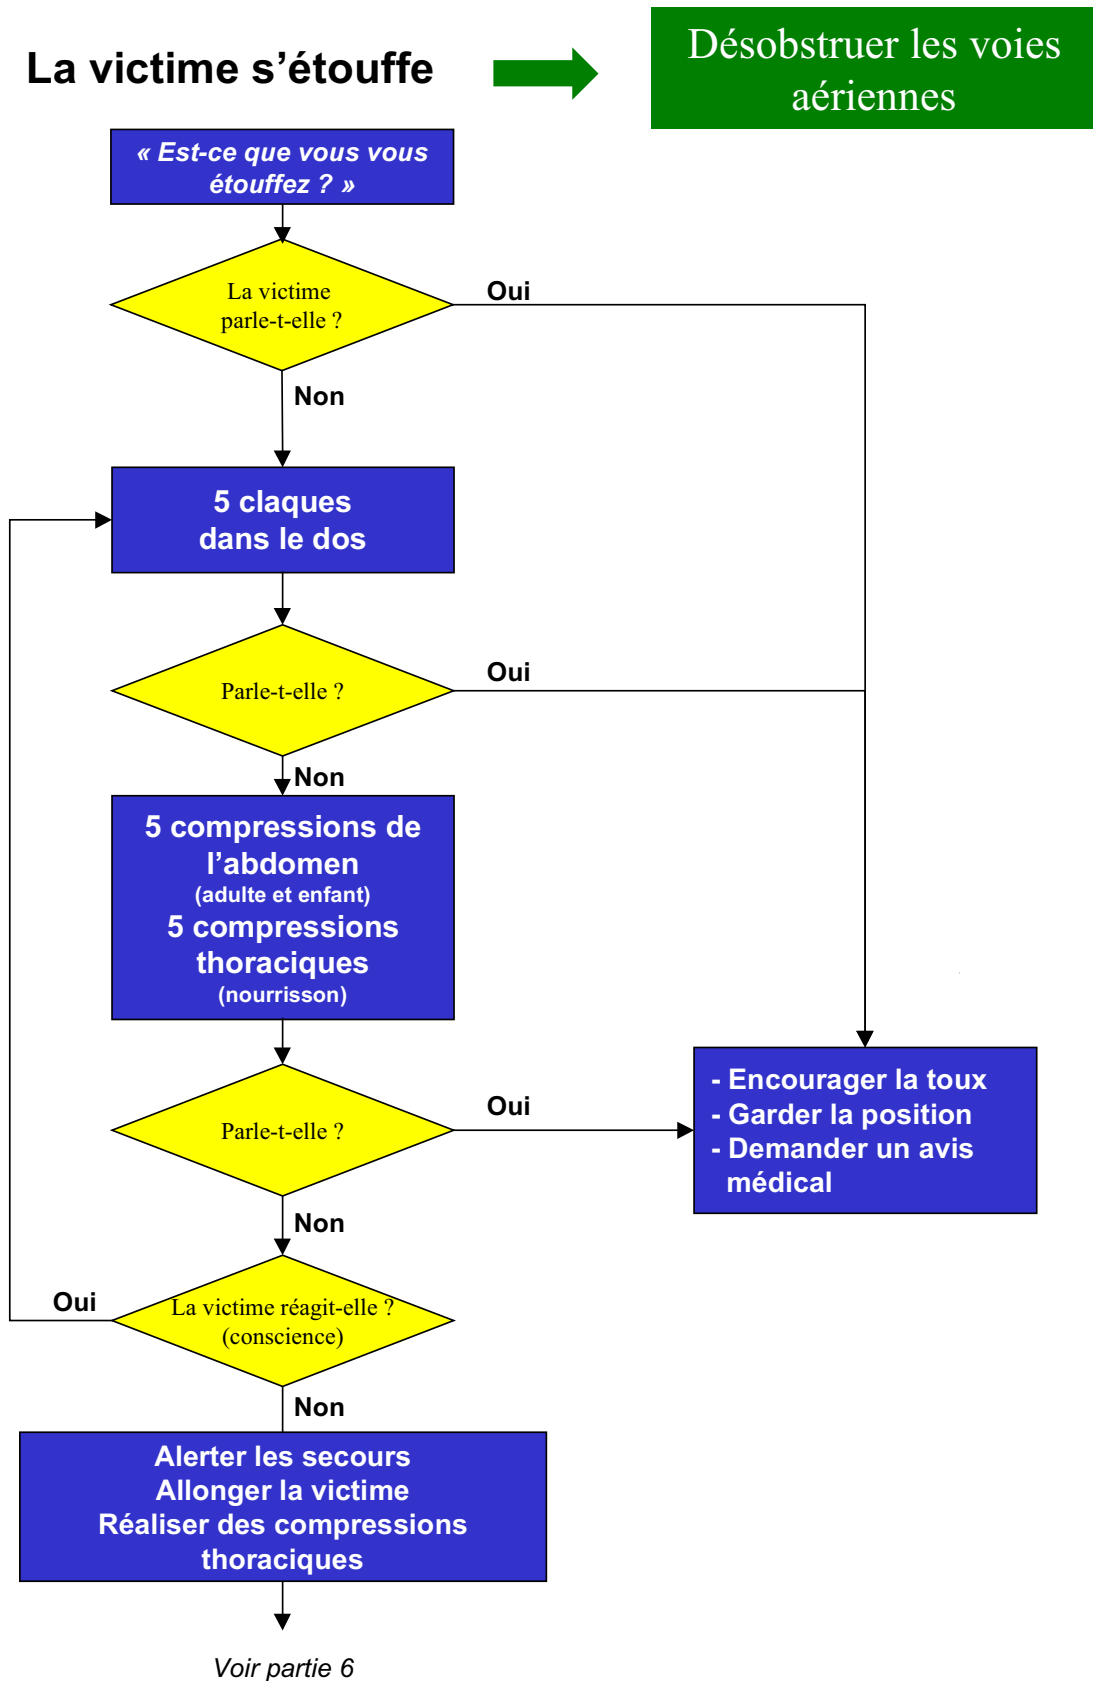 La victime s’étouffe
Désobstruer les voies
aériennes
« Est-ce que vous vous
étouffez ? »
La victime
parle-t-elle ?
Oui
Non
5 claques
dans le dos
Parle-t-elle ?
Oui
Non
5 compressions de
l’abdomen
(adulte et enfant)
5 compressions
thoraciques
(nourrisson)
Parle-t-elle ?
Oui
- Encourager la toux
- Garder la position
- Demander un avis
médical
Non
La victime réagit-elle ?
(conscience)
Oui
Non
Alerter les secours
Allonger la victime
Réaliser des compressions
thoraciques
Voir partie 6